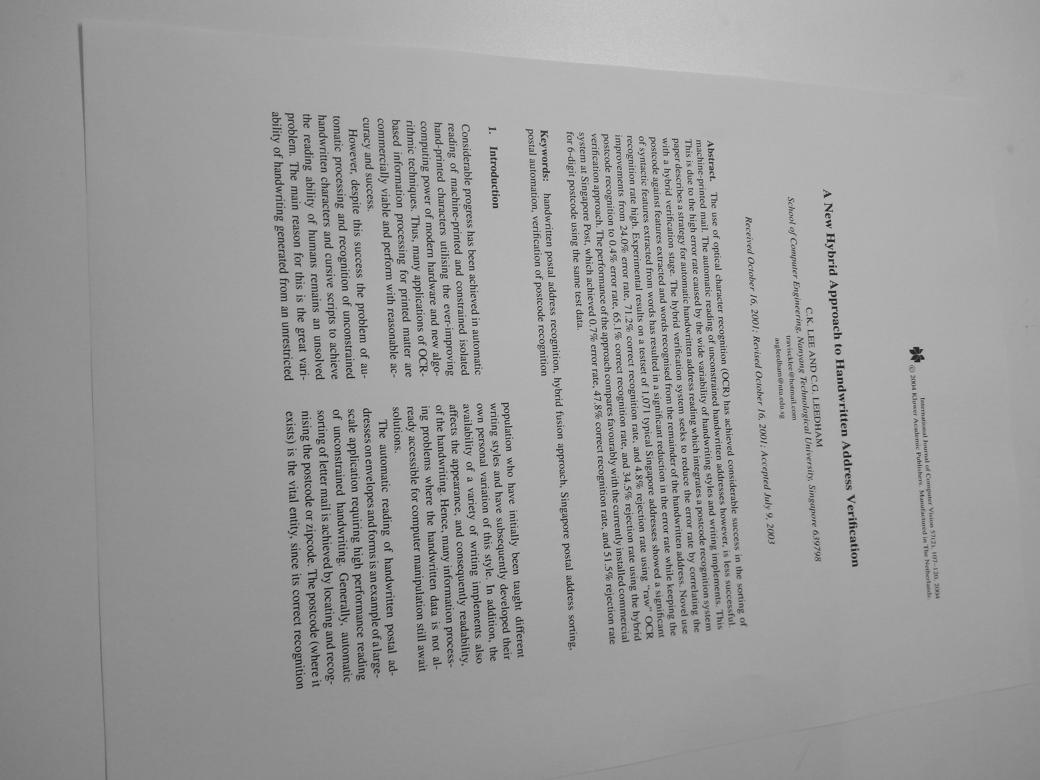 International Journal of Computer Vision 57(2), 107–120, 2004
© 2004 Kluwer Academic Publishers. Manufactured in The Netherlands.
A New Hybrid Approach to Handwritten Address Verification
C.K. LEE AND C.G. LEEDHAM
School of Computer Engineering, Nanyang Technological University, Singapore 639798
traviscklee@hotmail.com
asgleedham@ntu.edu.sg
Received October 16, 2001; Revised October 16, 2001; Accepted July 9, 2003
Abstract. The use of optical character recognition (OCR) has achieved considerable success in the sorting of
machine-printed mail. The automatic reading of unconstrained handwritten addresses however, is less successful.
This is due to the high error rate caused by the wide variability of handwriting styles and writing implements. This
paper describes a strategy for automatic handwritten address reading which integrates a postcode recognition system
with a hybrid verification stage. The hybrid verification system seeks to reduce the error rate by correlating the
postcode against features extracted and words recognised from the remainder of the handwritten address. Novel use
of syntactic features extracted from words has resulted in a significant reduction in the error rate while keeping the
recognition rate high. Experimental results on a testset of 1,071 typical Singapore addresses showed a significant
improvements from 24.0% error rate, 71.2% correct recognition rate, and 4.8% rejection rate using "raw" OCR
postcode recognition to 0.4% error rate, 65.1% correct recognition rate, and 34.5% rejection rate using the hybrid
verification approach. The performance of the approach compares favourably with the currently installed commercial
system at Singapore Post, which achieved 0.7% error rate, 47.8% correct recognition rate, and 51.5% rejection rate
for 6-digit postcode using the same test data.
Keywords: handwritten postal address recognition, hybrid fusion approach, Singapore postal address sorting,
postal automation, verification of postcode recognition
1. Introduction
Considerable progress has been achieved in automatic
reading of machine-printed and constrained isolated
hand-printed characters utilising the ever-improving
computing power of modern hardware and new algo-
rithmic techniques. Thus, many applications of OCR-
based information processing for printed matter are
commercially viable and perform with reasonable ac-
curacy and success.
However, despite this success the problem of au-
tomatic processing and recognition of unconstrained
handwritten characters and cursive scripts to achieve
the reading ability of humans remains an unsolved
problem. The main reason for this is the great vari-
ability of handwriting generated from an unrestricted
population who have initially been taught different
writing styles and have subsequently developed their
own personal variation of this style. In addition, the
availability of a variety of writing implements also
affects the appearance, and consequently readability,
of the handwriting. Hence, many information process-
ing problems where the handwritten data is not al-
ready accessible for computer manipulation still await
solutions.
The automatic reading of handwritten postal ad-
dresses on envelopes and forms is an example of a large-
scale application requiring high performance reading
of unconstrained handwriting. Generally, automatic
sorting of letter mail is achieved by locating and recog-
nising the postcode or zipcode. The postcode (where it
exists) is the vital entity, since its correct recognition